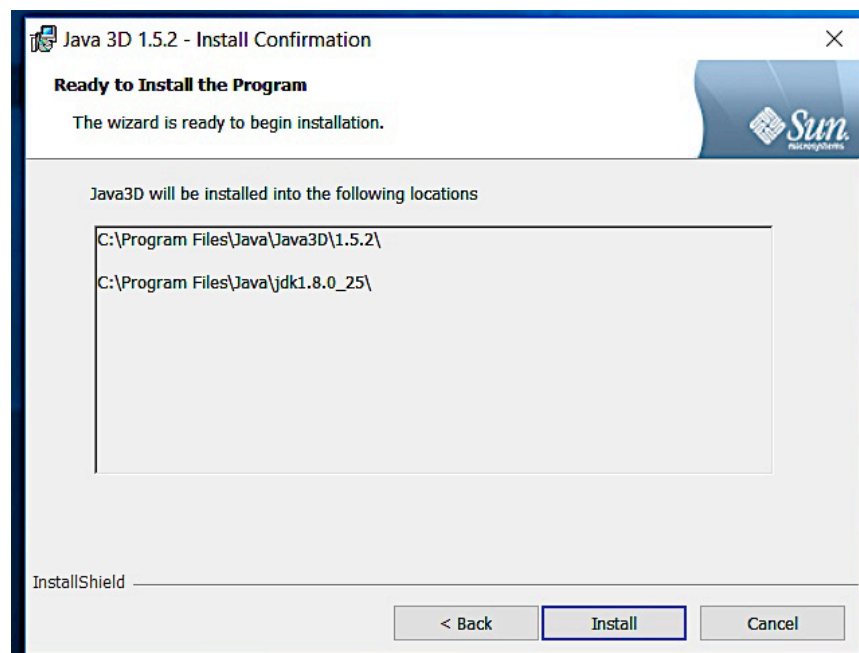 Java 3D 1.5.2 - Install Confirmation
Ready to Install the Program
The wizard is ready to begin installation.
Sun
microsystems
Java3D will be installed into the following locations
C:\Program Files\Java\Java3D\1.5.2\
C:\Program Files\Java\jdk1.8.0_25\
InstallShield
< Back
Install
Cancel